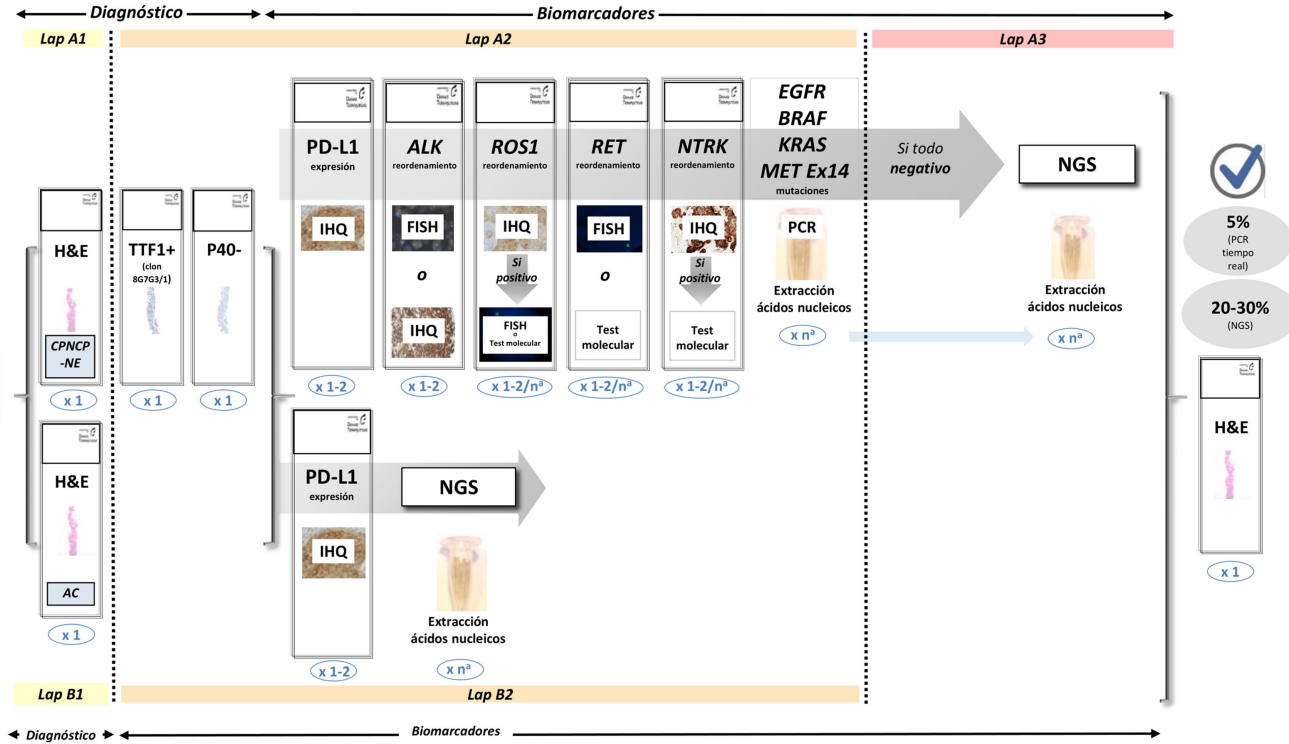 Diagnóstico
Biomarcadores
Lap A1
Lap A2
Lap A3
H&E
CPNCP
-NE
x 1
H&E
AC
x 1
TTF1+
(clon
8G7G3/1)
x 1
P40-
x 1
PD-L1
expresión
IHQ
x 1-2
ALK
reordenamiento
FISH
o
IHQ
x 1-2
ROS1
reordenamiento
IHQ
Si
positivo
FISH
o
Test molecular
x 1-2/nª
RET
reordenamiento
FISH
o
Test
molecular
x 1-2/nª
NTRK
reordenamiento
IHQ
Si
positivo
Test
molecular
x 1-2/nª
EGFR
BRAF
KRAS
MET Ex14
mutaciones
PCR
Extracción
ácidos nucleicos
x nª
Si todo
negativo
NGS
Extracción
ácidos nucleicos
x nª
5%
(PCR
tiempo
real)
20-30%
(NGS)
H&E
x 1
PD-L1
expresión
IHQ
x 1-2
NGS
Extracción
ácidos nucleicos
x nª
Lap B1
Lap B2
Diagnóstico
Biomarcadores